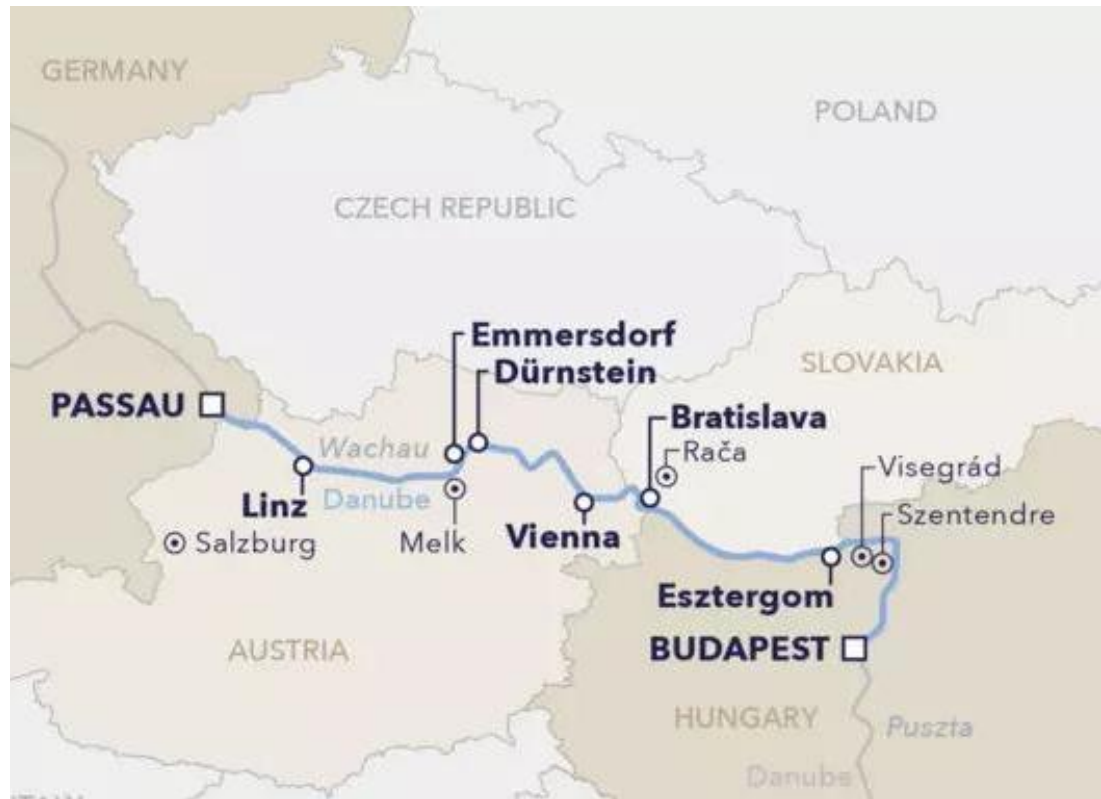 GERMANY
POLAND
CZECH REPUBLIC
Emmersdorf
Dürnstein
SLOVAKIA
PASSAU
Bratislava
Wachau
Rača
Visegrád
Linz
Danube
Szentendre
Salzburg
Melk
Vienna
Esztergom
BUDAPEST
AUSTRIA
HUNGARY
Puszta
Danube